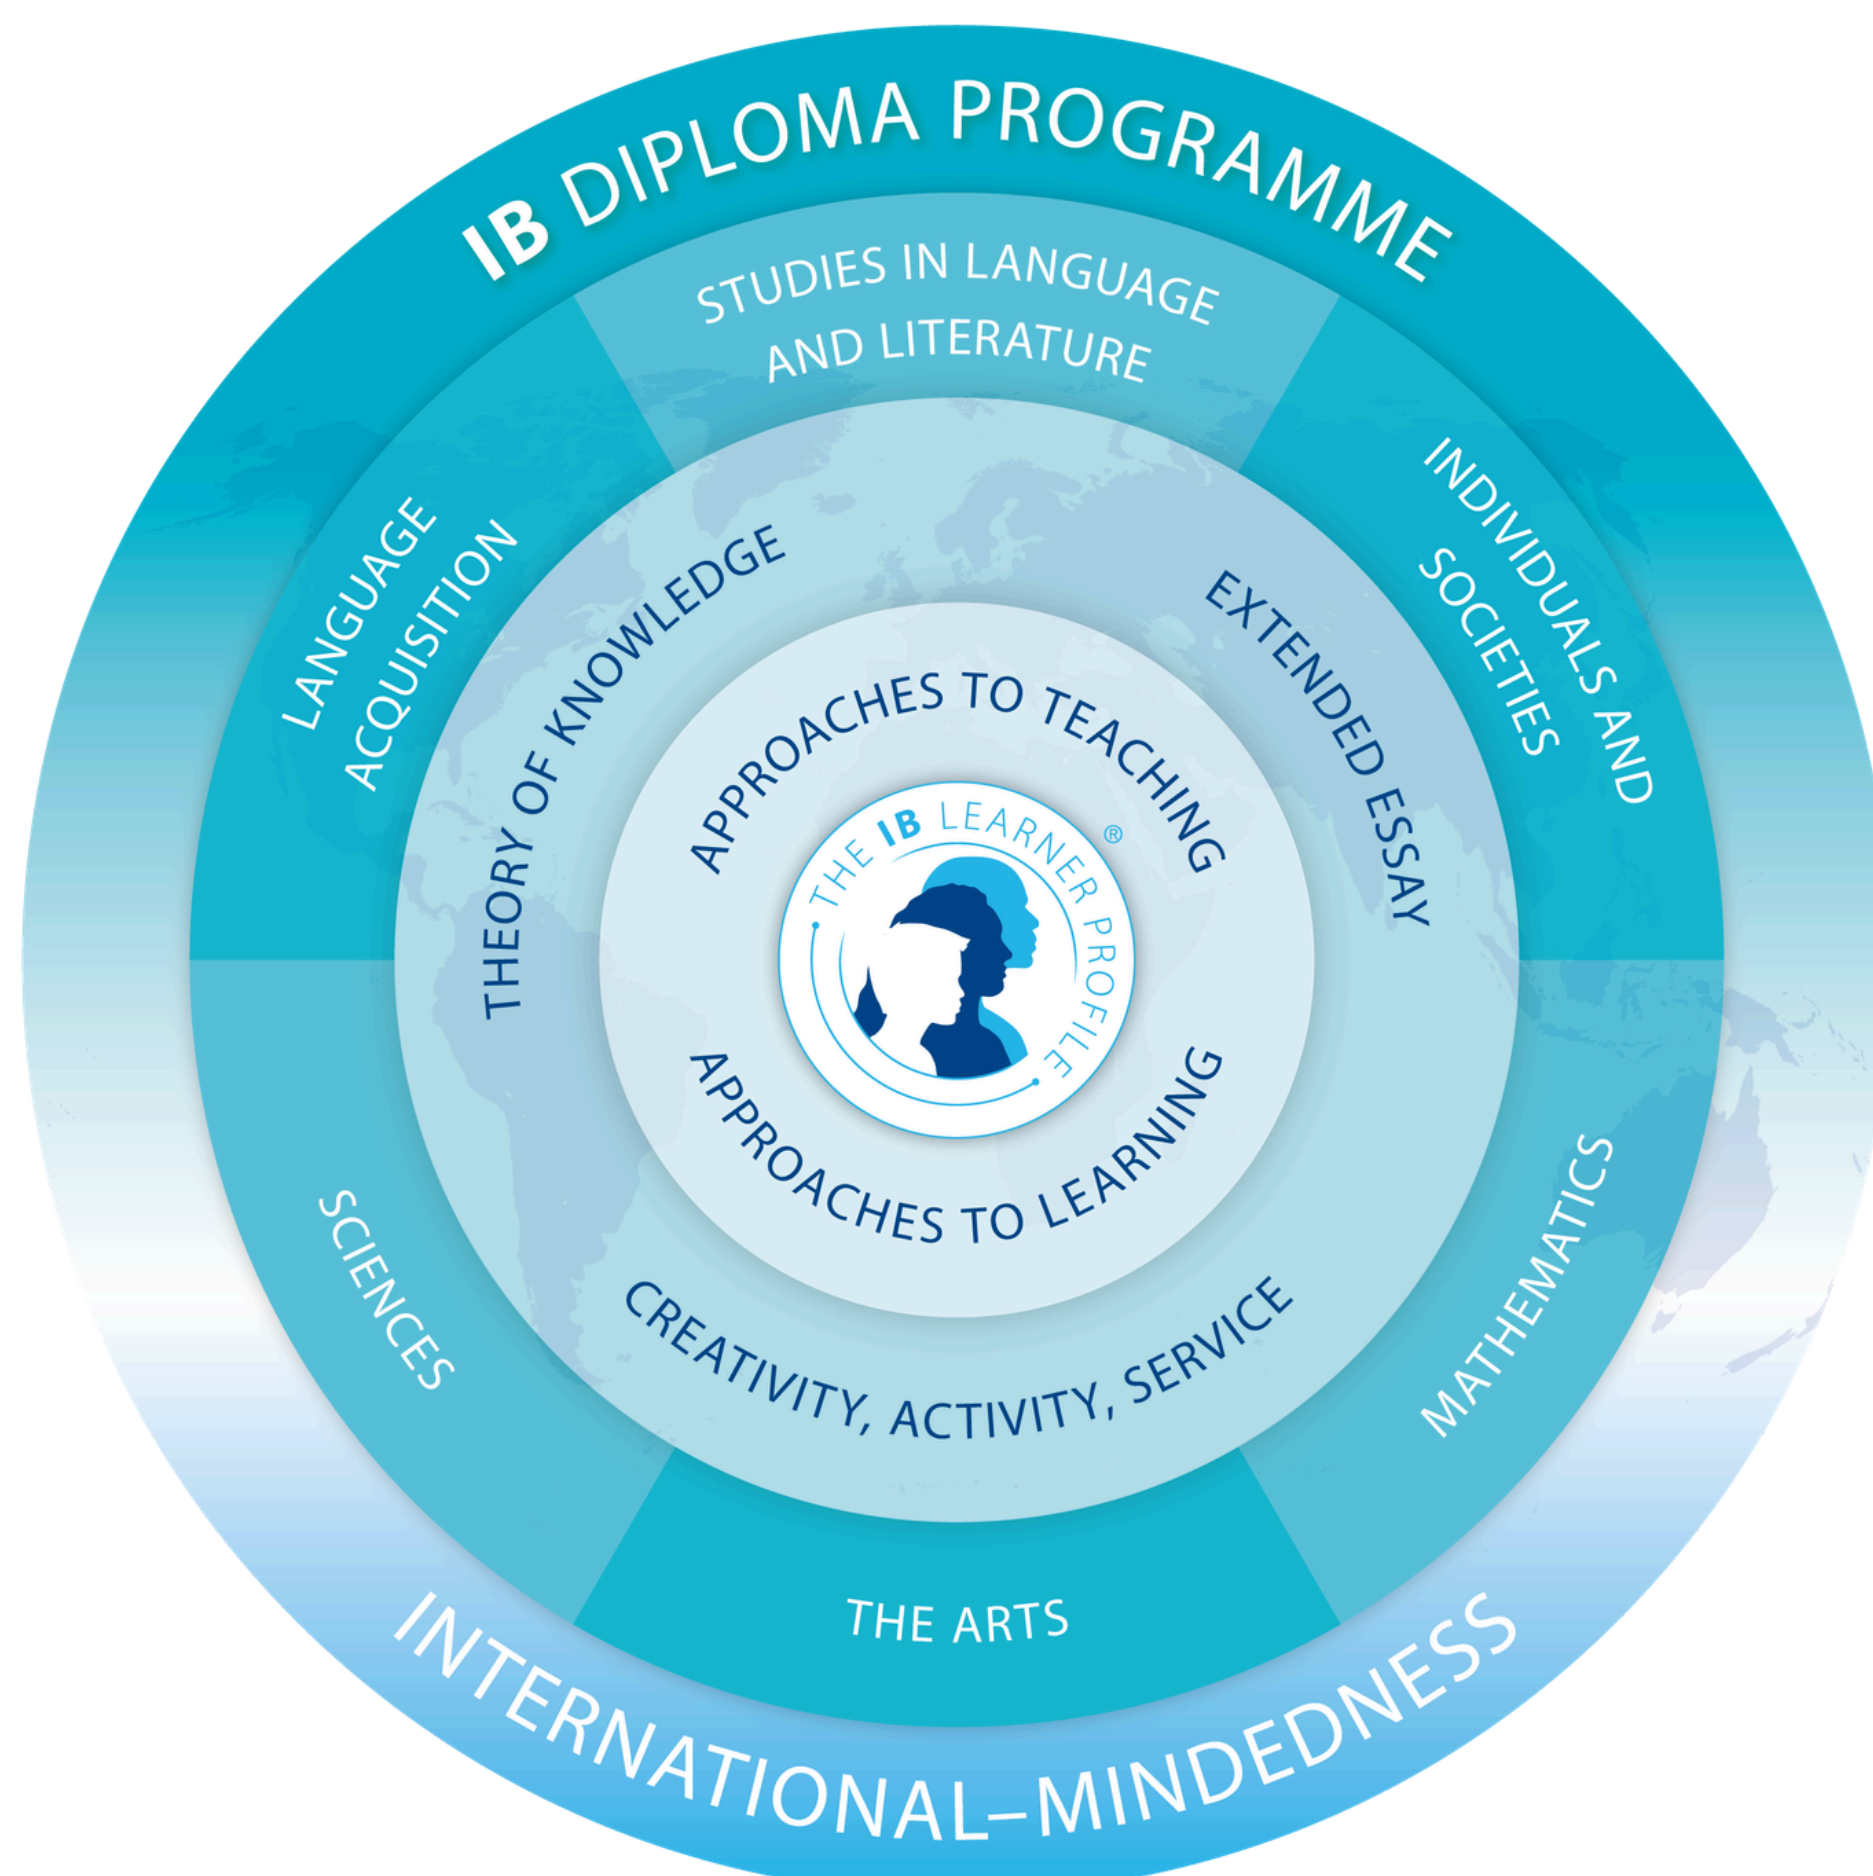 IB DIPLOMA PROGRAMME
STUDIES IN LANGUAGE
AND LITERATURE
LANGUAGE
ACQUISITION
INDIVIDUALS AND
SOCIETIES
THEORY OF KNOWLEDGE
EXTENDED ESSAY
APPROACHES TO TEACHING
THE IB LEARNER PROFILE
®
APPROACHES TO LEARNING
CREATIVITY, ACTIVITY, SERVICE
SCIENCES
MATHEMATICS
THE ARTS
INTERNATIONAL–MINDEDNESS